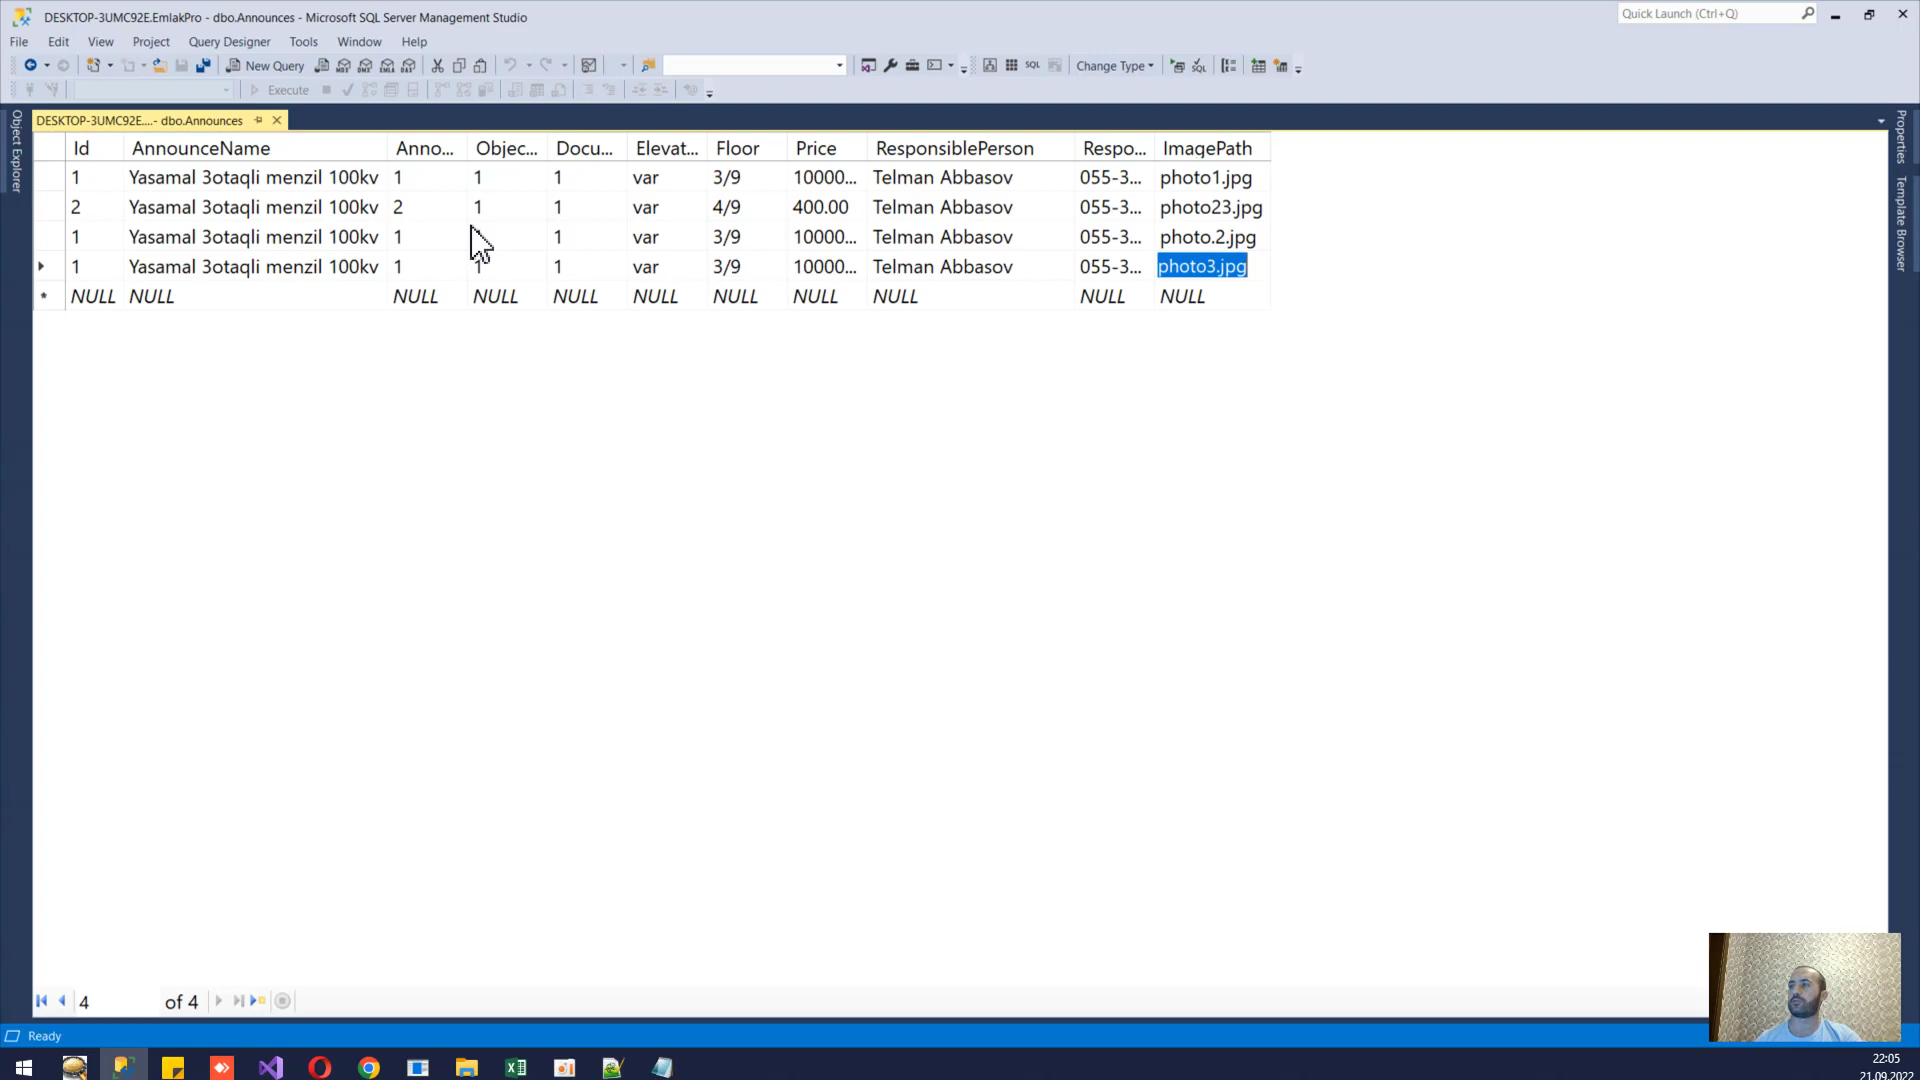 DESKTOP-3UMC92E.EmlakPro - dbo.Announces - Microsoft SQL Server Management Studio
Quick Launch (Ctrl+Q)
File Edit View Project Query Designer Tools Window Help
New Query SQL Change Type
Execute
DESKTOP-3UMC92E....- dbo.Announces
Object Explorer
Properties
Template Browser
Id AnnounceName Anno... Objec... Docu... Elevat... Floor Price ResponsiblePerson Respo... ImagePath
1 Yasamal 3otaqli menzil 100kv 1 1 1 var 3/9 10000... Telman Abbasov 055-3... photo1.jpg
2 Yasamal 3otaqli menzil 100kv 2 1 1 var 4/9 400.00 Telman Abbasov 055-3... photo23.jpg
1 Yasamal 3otaqli menzil 100kv 1 1 var 3/9 10000... Telman Abbasov 055-3... photo.2.jpg
1 Yasamal 3otaqli menzil 100kv 1 1 1 var 3/9 10000... Telman Abbasov 055-3... photo3.jpg
NULL NULL NULL NULL NULL NULL NULL NULL NULL NULL NULL
4 of 4
Ready
22:05
21.09.2022